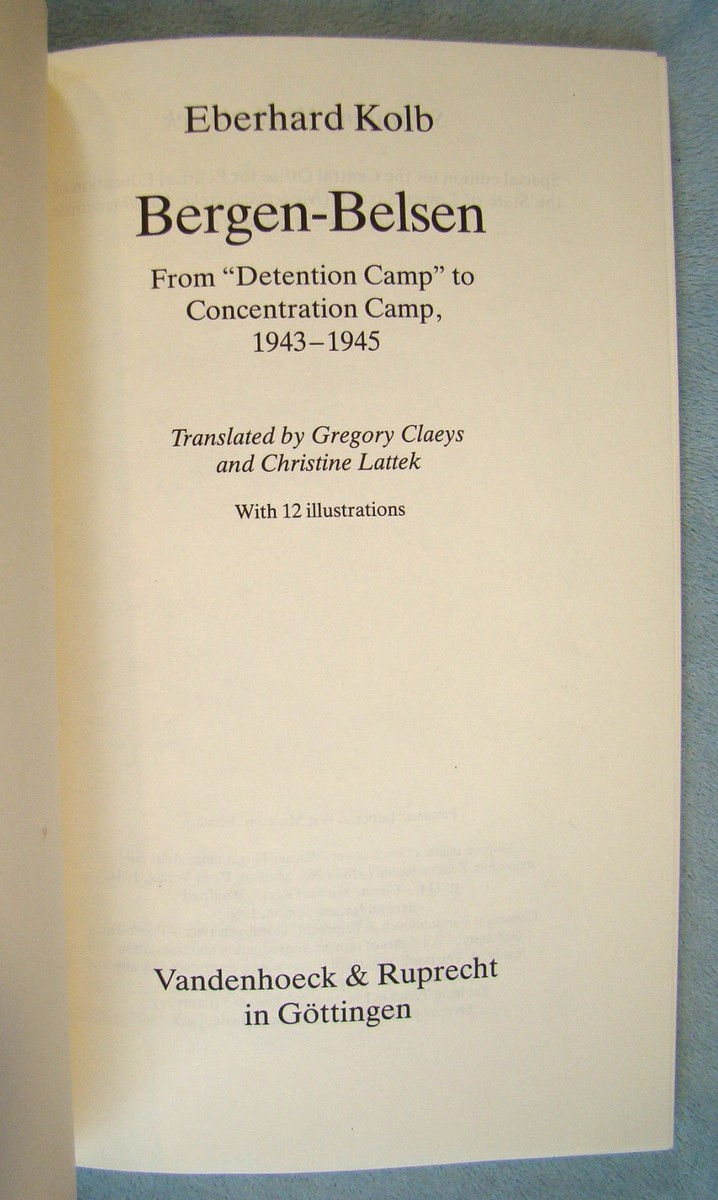 Eberhard Kolb
Bergen-Belsen
From “Detention Camp” to
Concentration Camp,
1943–1945
Translated by Gregory Claeys
and Christine Lattek
With 12 illustrations
Vandenhoeck & Ruprecht
in Göttingen